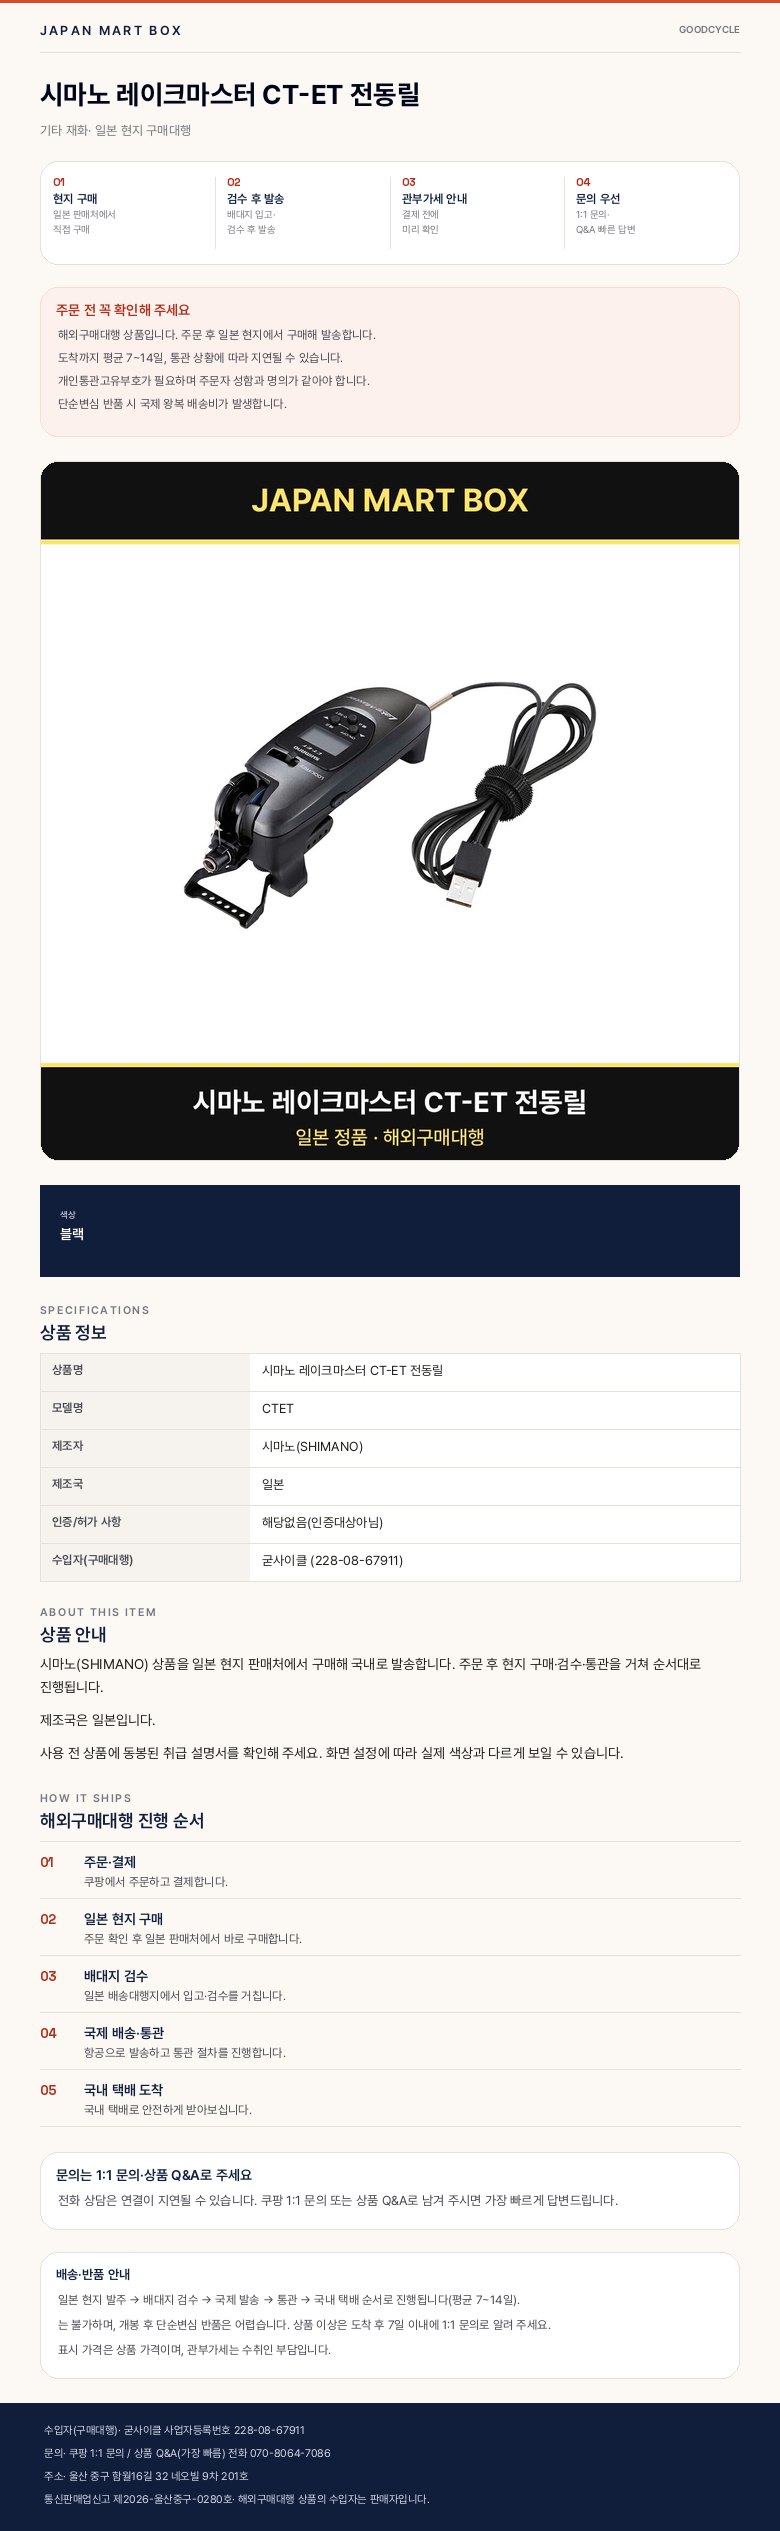 JAPAN MART BOX
GOODCYCLE
시마노 레이크마스터 CT-ET 전동릴
기타 재화· 일본 현지 구매대행
01
현지 구매
일본 판매처에서
직접 구매
02
검수 후 발송
배대지 입고·
검수 후 발송
03
관부가세 안내
결제 전에
미리 확인
04
문의 우선
1:1 문의·
Q&A 빠른 답변
주문 전 꼭 확인해 주세요
해외구매대행 상품입니다. 주문 후 일본 현지에서 구매해 발송합니다.
도착까지 평균 7~14일, 통관 상황에 따라 지연될 수 있습니다.
개인통관고유부호가 필요하며 주문자 성함과 명의가 같아야 합니다.
단순변심 반품 시 국제 왕복 배송비가 발생합니다.
JAPAN MART BOX
LakeMaster
CT-ET
SHIMANO
시마노 레이크마스터 CT-ET 전동릴
일본 정품 · 해외구매대행
색상
블랙
SPECIFICATIONS
상품 정보
상품명 시마노 레이크마스터 CT-ET 전동릴
모델명 CTET
제조자 시마노(SHIMANO)
제조국 일본
인증/허가 사항 해당없음(인증대상아님)
수입자(구매대행) 굳사이클 (228-08-67911)
ABOUT THIS ITEM
상품 안내
시마노(SHIMANO) 상품을 일본 현지 판매처에서 구매해 국내로 발송합니다. 주문 후 현지 구매·검수·통관을 거쳐 순서대로
진행됩니다.
제조국은 일본입니다.
사용 전 상품에 동봉된 취급 설명서를 확인해 주세요. 화면 설정에 따라 실제 색상과 다르게 보일 수 있습니다.
HOW IT SHIPS
해외구매대행 진행 순서
01 주문·결제
쿠팡에서 주문하고 결제합니다.
02 일본 현지 구매
주문 확인 후 일본 판매처에서 바로 구매합니다.
03 배대지 검수
일본 배송대행지에서 입고·검수를 거칩니다.
04 국제 배송·통관
항공으로 발송하고 통관 절차를 진행합니다.
05 국내 택배 도착
국내 택배로 안전하게 받아보십니다.
문의는 1:1 문의·상품 Q&A로 주세요
전화 상담은 연결이 지연될 수 있습니다. 쿠팡 1:1 문의 또는 상품 Q&A로 남겨 주시면 가장 빠르게 답변드립니다.
배송·반품 안내
일본 현지 발주 → 배대지 검수 → 국제 발송 → 통관 → 국내 택배 순서로 진행됩니다(평균 7~14일).
는 불가하며, 개봉 후 단순변심 반품은 어렵습니다. 상품 이상은 도착 후 7일 이내에 1:1 문의로 알려 주세요.
표시 가격은 상품 가격이며, 관부가세는 수취인 부담입니다.
수입자(구매대행)· 굳사이클 사업자등록번호 228-08-67911
문의· 쿠팡 1:1 문의 / 상품 Q&A(가장 빠름) 전화 070-8064-7086
주소· 울산 중구 함월16길 32 네오빌 9차 201호
통신판매업신고 제2026-울산중구-0280호· 해외구매대행 상품의 수입자는 판매자입니다.